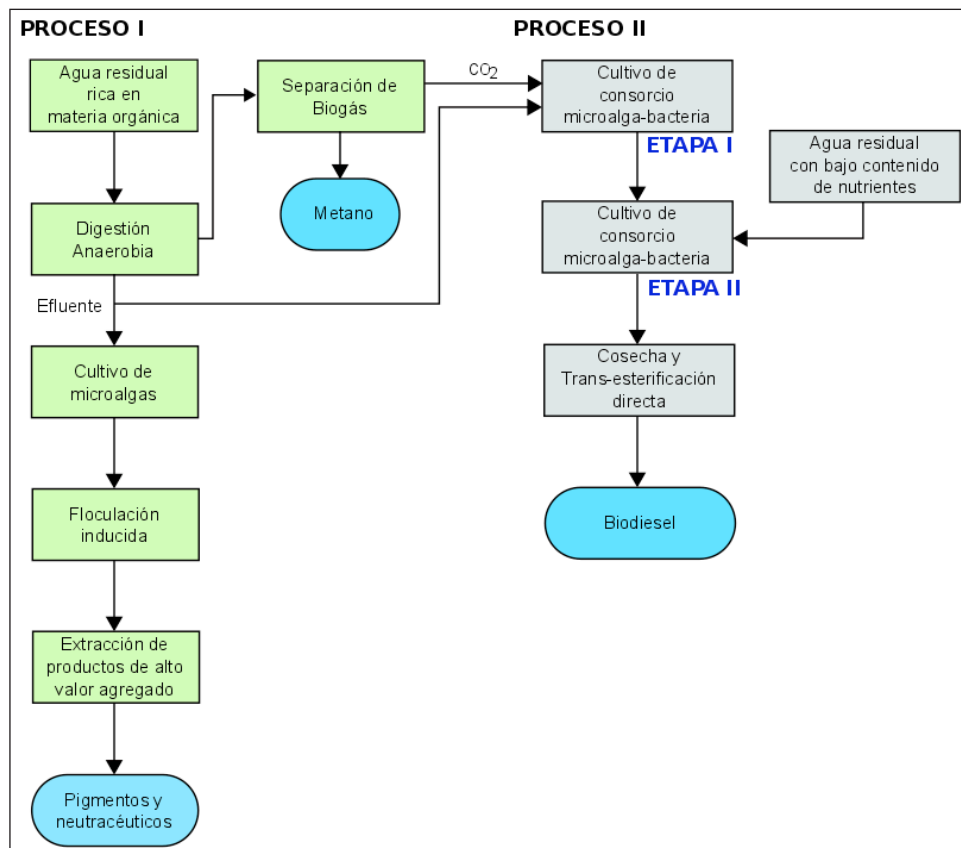 PROCESO I
PROCESO II
Agua residual
rica en
materia orgánica
Separación de
Biogás
CO2
Cultivo de
consorcio
microalga-bacteria
ETAPA I
Agua residual
con bajo contenido
de nutrientes
Digestión
Anaerobia
Metano
Cultivo de
consorcio
microalga-bacteria
ETAPA II
Efluente
Cultivo de
microalgas
Cosecha y
Trans-esterificación
directa
Floculación
inducida
Biodiesel
Extracción de
productos de alto
valor agregado
Pigmentos y
neutracéuticos